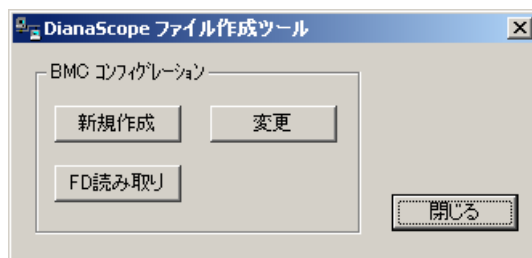 DianaScope ファイル作成ツール
BMC コンフィグレーション
新規作成
変更
FD読み取り
閉じる